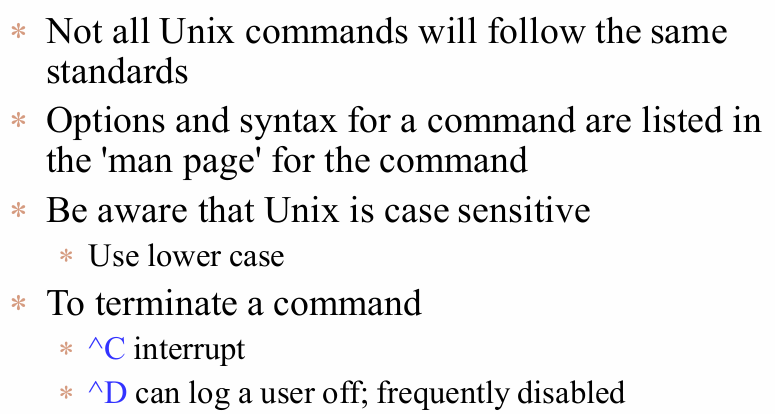 * Not all Unix commands will follow the same
standards
* Options and syntax for a command are listed in
the 'man page' for the command
* Be aware that Unix is case sensitive
* Use lower case
* To terminate a command
* ^C interrupt
* ^D can log a user off; frequently disabled